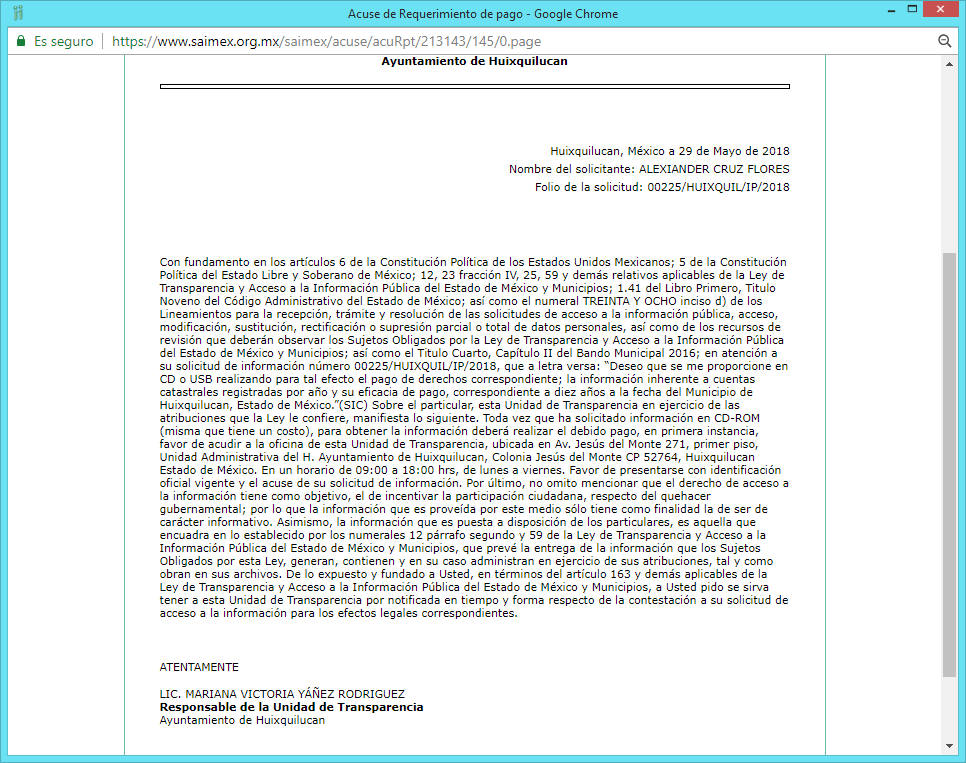 Acuse de Requerimiento de pago - Google Chrome
Es seguro | https://www.saimex.org.mx/saimex/acuse/acuRpt/213143/145/0.page
Ayuntamiento de Huixquilucan
Huixquilucan, México a 29 de Mayo de 2018
Nombre del solicitante: ALEXIANDER CRUZ FLORES
Folio de la solicitud: 00225/HUIXQUIL/IP/2018
Con fundamento en los artículos 6 de la Constitución Política de los Estados Unidos Mexicanos; 5 de la Constitución
Política del Estado Libre y Soberano de México; 12, 23 fracción IV, 25, 59 y demás relativos aplicables de la Ley de
Transparencia y Acceso a la Información Pública del Estado de México y Municipios; 1.41 del Libro Primero, Titulo
Noveno del Código Administrativo del Estado de México; así como el numeral TREINTA Y OCHO inciso d) de los
Lineamientos para la recepción, trámite y resolución de las solicitudes de acceso a la información pública, acceso,
modificación, sustitución, rectificación o supresión parcial o total de datos personales, así como de los recursos de
revisión que deberán observar los Sujetos Obligados por la Ley de Transparencia y Acceso a la Información Pública
del Estado de México y Municipios; así como el Titulo Cuarto, Capítulo II del Bando Municipal 2016; en atención a
su solicitud de información número 00225/HUIXQUIL/IP/2018, que a letra versa: “Deseo que se me proporcione en
CD o USB realizando para tal efecto el pago de derechos correspondiente; la información inherente a cuentas
catastrales registradas por año y su eficacia de pago, correspondiente a diez años a la fecha del Municipio de
Huixquilucan, Estado de México.”(SIC) Sobre el particular, esta Unidad de Transparencia en ejercicio de las
atribuciones que la Ley le confiere, manifiesta lo siguiente. Toda vez que ha solicitado información en CD-ROM
(misma que tiene un costo), para obtener la información deberá realizar el debido pago, en primera instancia,
favor de acudir a la oficina de esta Unidad de Transparencia, ubicada en Av. Jesús del Monte 271, primer piso,
Unidad Administrativa del H. Ayuntamiento de Huixquilucan, Colonia Jesús del Monte CP 52764, Huixquilucan
Estado de México. En un horario de 09:00 a 18:00 hrs, de lunes a viernes. Favor de presentarse con identificación
oficial vigente y el acuse de su solicitud de información. Por último, no omito mencionar que el derecho de acceso a
la información tiene como objetivo, el de incentivar la participación ciudadana, respecto del quehacer
gubernamental; por lo que la información que es proveída por este medio sólo tiene como finalidad la de ser de
carácter informativo. Asimismo, la información que es puesta a disposición de los particulares, es aquella que
encuadra en lo establecido por los numerales 12 párrafo segundo y 59 de la Ley de Transparencia y Acceso a la
Información Pública del Estado de México y Municipios, que prevé la entrega de la información que los Sujetos
Obligados por esta Ley, generan, contienen y en su caso administran en ejercicio de sus atribuciones, tal y como
obran en sus archivos. De lo expuesto y fundado a Usted, en términos del artículo 163 y demás aplicables de la
Ley de Transparencia y Acceso a la Información Pública del Estado de México y Municipios, a Usted pido se sirva
tener a esta Unidad de Transparencia por notificada en tiempo y forma respecto de la contestación a su solicitud de
acceso a la información para los efectos legales correspondientes.
ATENTAMENTE
LIC. MARIANA VICTORIA YÁÑEZ RODRIGUEZ
Responsable de la Unidad de Transparencia
Ayuntamiento de Huixquilucan